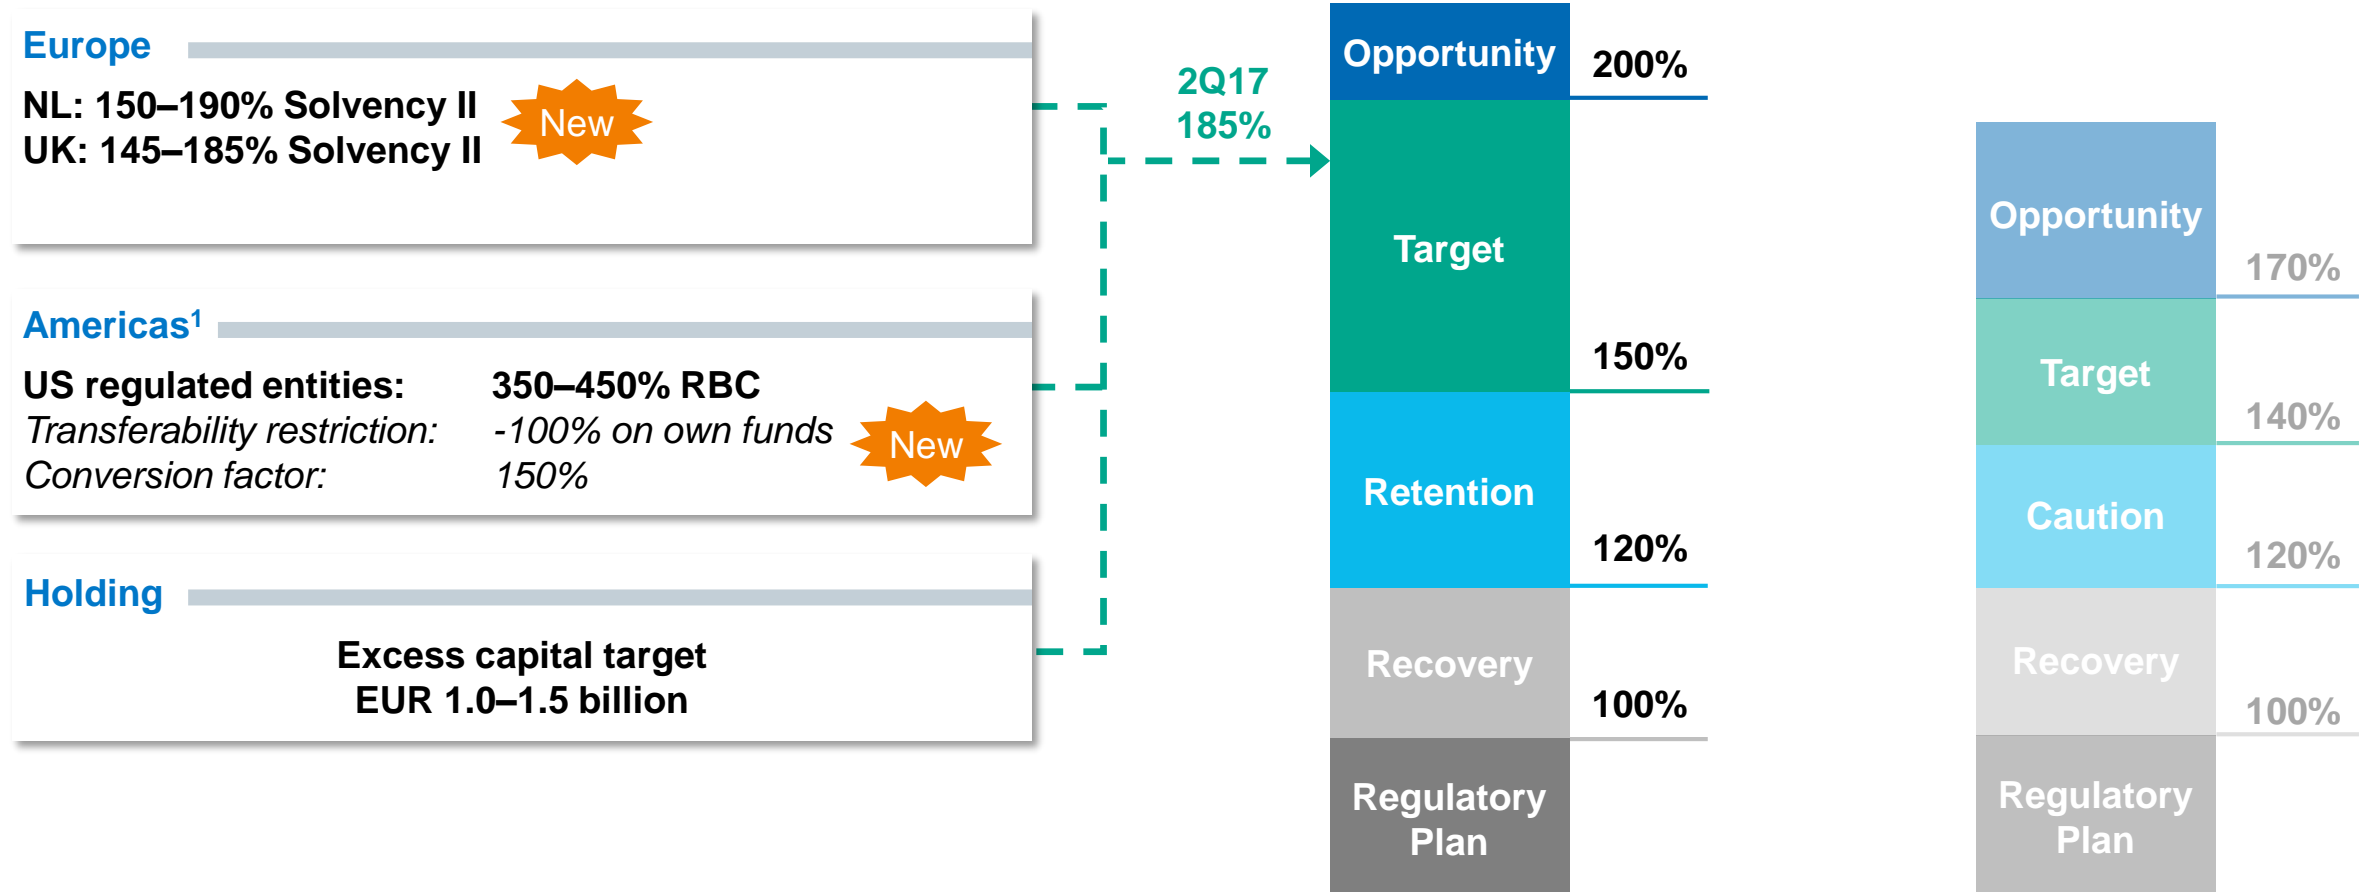 Europe
NL: 150–190% Solvency II
UK: 145–185% Solvency II
New
Americas1
US regulated entities: 350–450% RBC
Transferability restriction: -100% on own funds
Conversion factor: 150%
New
Holding
Excess capital target
EUR 1.0–1.5 billion
2Q17
185%
Opportunity
200%
Target
150%
Retention
120%
Recovery
100%
Regulatory
Plan
Opportunity
170%
Target
140%
Caution
120%
Recovery
100%
Regulatory
Plan